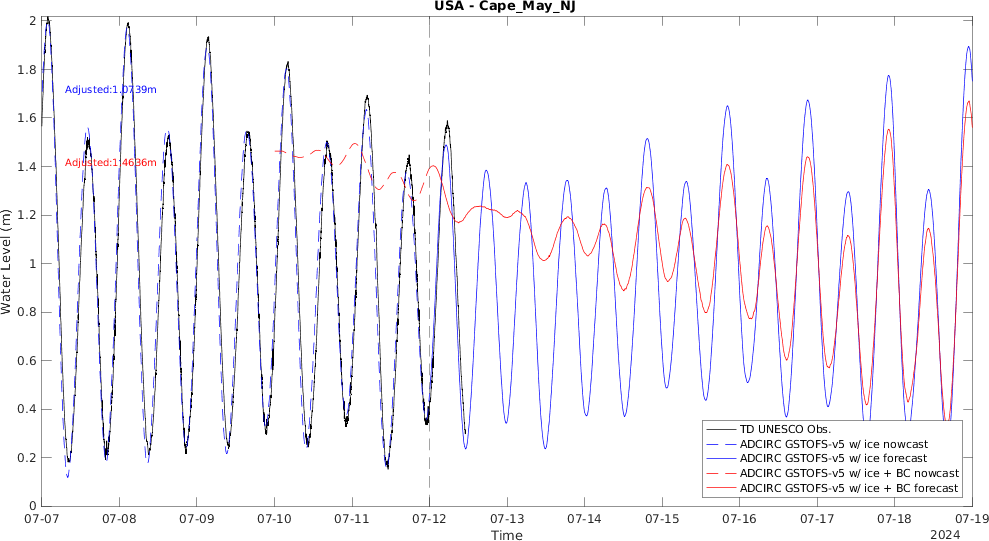 USA - Cape_May_NJ
2
1.8
1.6
1.4
1.2
1
0.8
0.6
0.4
0.2
0
Water Level (m)
Adjusted:1.0739m
Adjusted:1.4636m
TD UNESCO Obs.
ADCIRC GSTOFS-v5 w/ ice nowcast
ADCIRC GSTOFS-v5 w/ ice forecast
ADCIRC GSTOFS-v5 w/ ice + BC nowcast
ADCIRC GSTOFS-v5 w/ ice + BC forecast
07-07 07-08 07-09 07-10 07-11 07-12 07-13 07-14 07-15 07-16 07-17 07-18 07-19
Time
2024